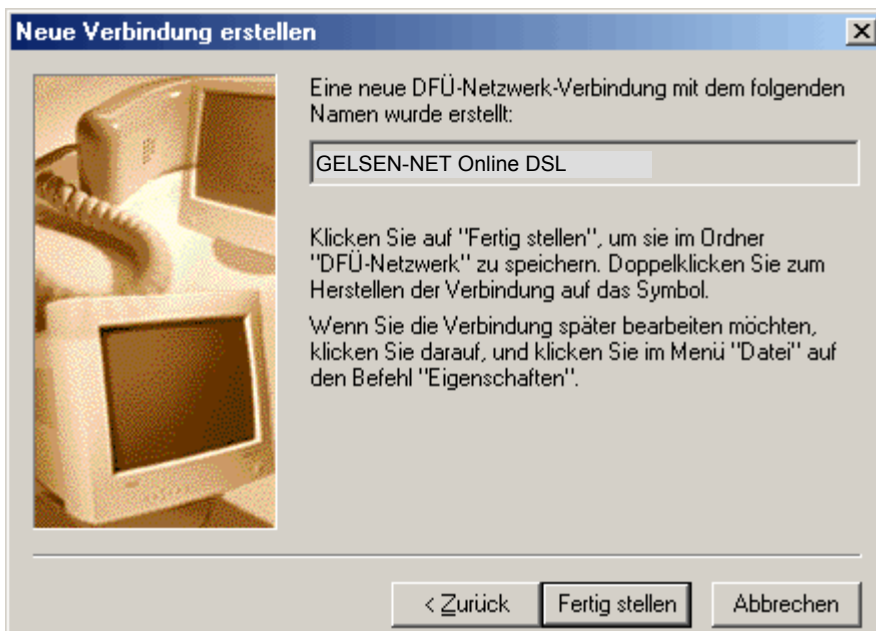 Neue Verbindung erstellen
Eine neue DFÜ-Netzwerk-Verbindung mit dem folgenden
Namen wurde erstellt:
GELSEN-NET Online DSL
Klicken Sie auf "Fertig stellen", um sie im Ordner
"DFÜ-Netzwerk" zu speichern. Doppelklicken Sie zum
Herstellen der Verbindung auf das Symbol.
Wenn Sie die Verbindung später bearbeiten möchten,
klicken Sie darauf, und klicken Sie im Menü "Datei" auf
den Befehl "Eigenschaften".
< Zurück Fertig stellen Abbrechen